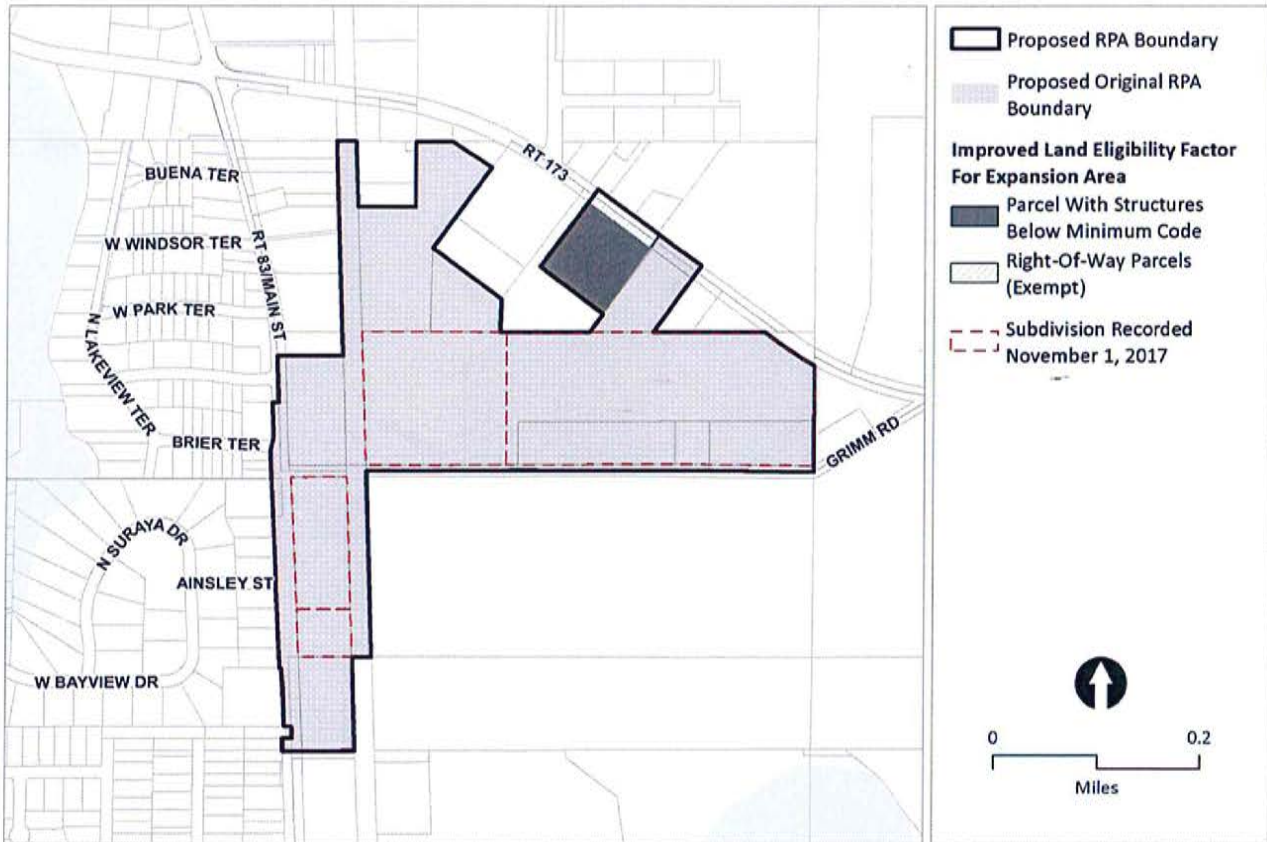 BUENA TER
W WINDSOR TER
W PARK TER
N LAKEVIEW TER
BRIER TER
RT 83/MAIN ST
RT 173
GRIMM RD
N SURAYA DR
AINSLEY ST
W BAYVIEW DR
Proposed RPA Boundary
Proposed Original RPA
Boundary
Improved Land Eligibility Factor
For Expansion Area
Parcel With Structures
Below Minimum Code
Right-Of-Way Parcels
(Exempt)
Subdivision Recorded
November 1, 2017
0 0.2
Miles